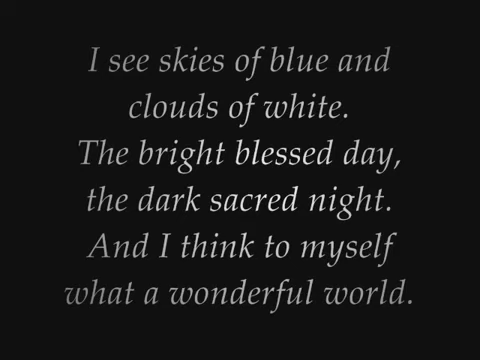 I see skies of blue and
clouds of white.
The bright blessed day,
the dark sacred night.
And I think to myself
what a wonderful world.